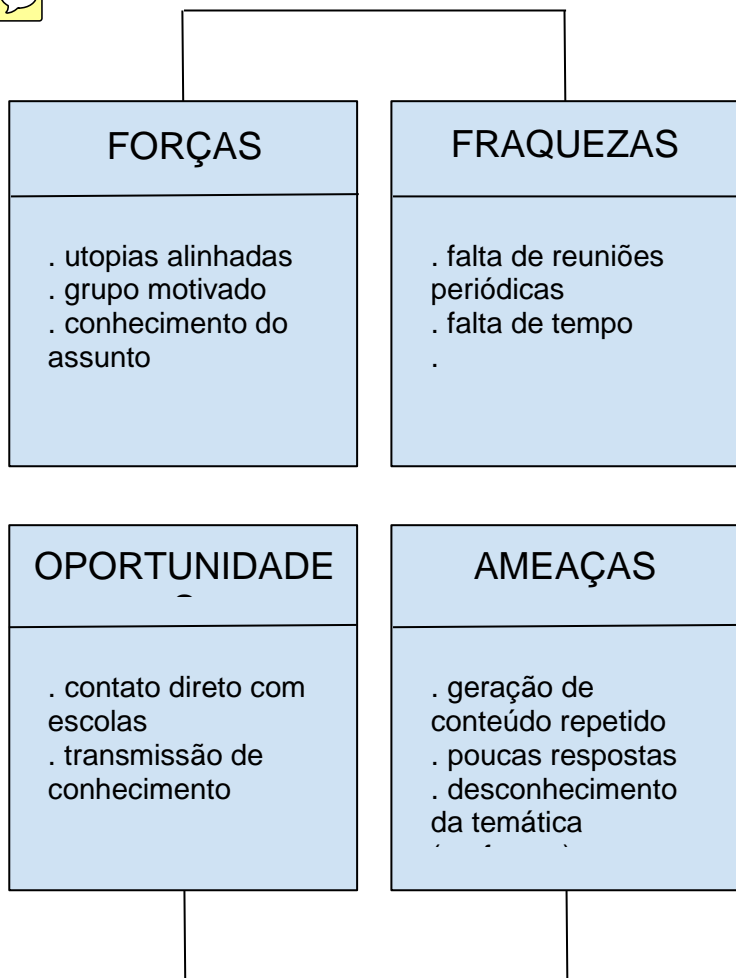 FORÇAS
. utopias alinhadas
. grupo motivado
. conhecimento do
assunto
FRAQUEZAS
. falta de reuniões
periódicas
. falta de tempo
.
OPORTUNIDADE
. contato direto com
escolas
. transmissão de
conhecimento
AMEAÇAS
. geração de
conteúdo repetido
. poucas respostas
. desconhecimento
da temática